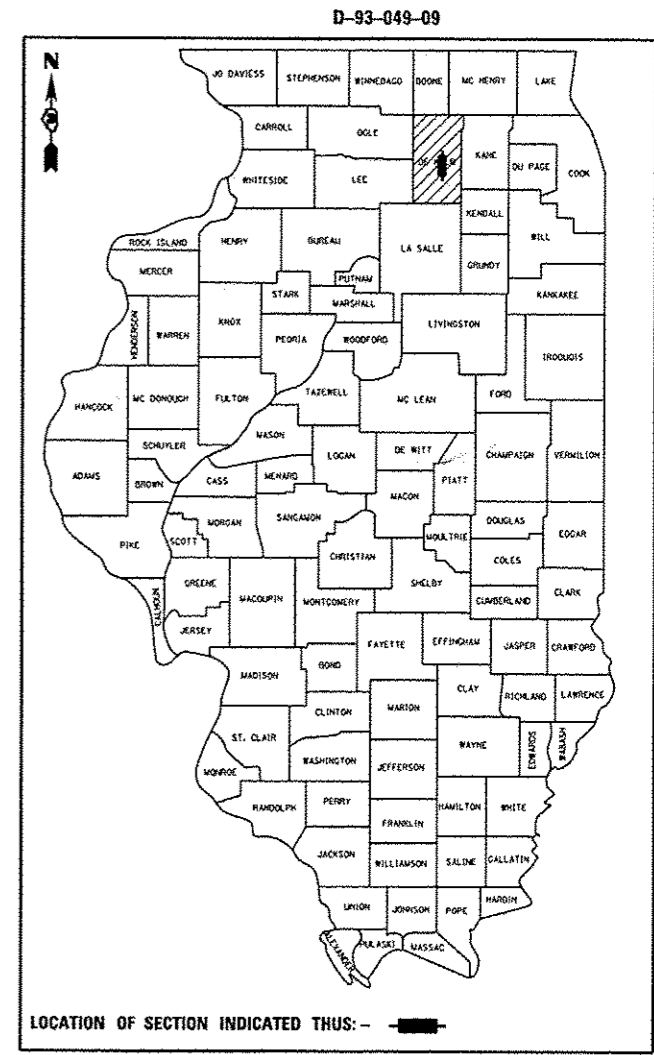 D-93-049-09
N
JO DAVIESS STEPHENSON WINNEBAGO BOONE MC HENRY LAKE
CARROLL OGLE KANE DU PAGE COOK
WHITESIDE LEE KENDALL WILL
ROCK ISLAND HENRY BUREAU LA SALLE GRUNDY
MERCER PUTNAM KANKAKEE
HENDERSON WARREN KNOX STARK MARSHALL LIVINGSTON
PEORIA WOODFORD IROQUOIS
HANCOCK MC DONOUGH FULTON TAZEWELL MC LEAN FORD
SCHUYLER MASON LOGAN DE WITT CHAMPAIGN VERMILION
ADAMS BROWN CASS MENARD MACON PIATT
PIKE SCOTT MORGAN SANGAMON CHRISTIAN MOULTRIE DOUGLAS EDGAR
COLES
CALHOUN GREENE MACOUPIN MONTGOMERY SHELBY CUMBERLAND CLARK
JERSEY FAYETTE EFFINGHAM JASPER CRAWFORD
MADISON BOND CLAY RICHLAND LAWRENCE
CLINTON MARION
ST. CLAIR WASHINGTON JEFFERSON WAYNE EDWARDS WABASH
MONROE
RANDOLPH PERRY FRANKLIN HAMILTON WHITE
JACKSON WILLIAMSON SALINE GALLATIN
UNION JOHNSON POPE HARDIN
ALEXANDER PULASKI MASSAC
LOCATION OF SECTION INDICATED THUS: -